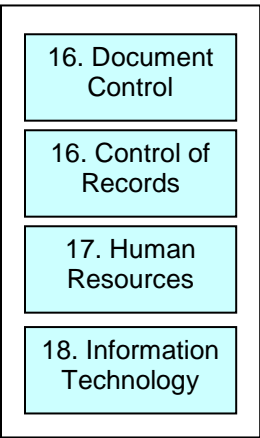 16. Document
Control
16. Control of
Records
17. Human
Resources
18. Information
Technology